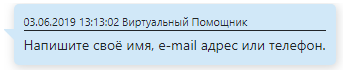 03.06.2019 13:13:02 Виртуальный Помощник
Напишите своё имя, e-mail адрес или телефон.